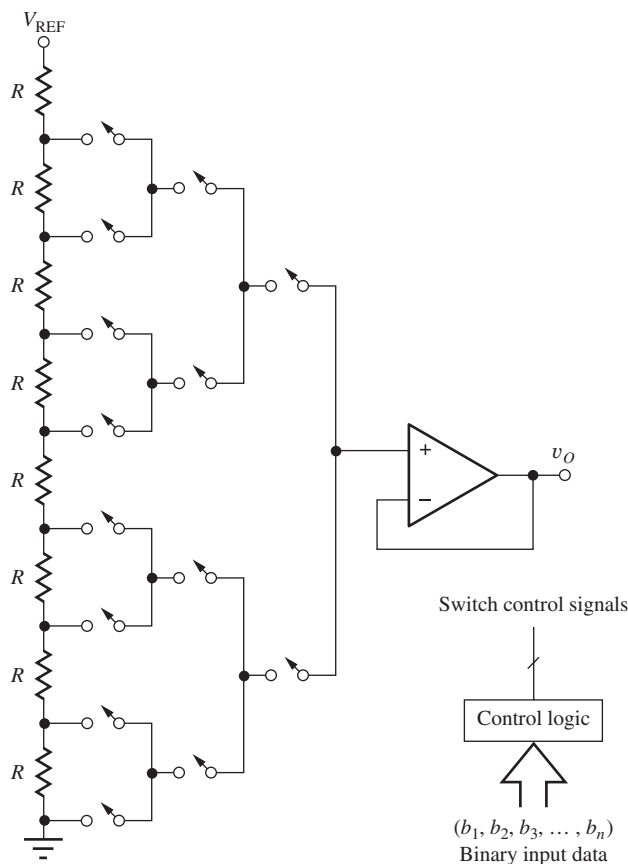 V_REF
R
R
R
R
R
R
R
R
+
−
v_O
Switch control signals
Control logic
(b_1, b_2, b_3, … , b_n)
Binary input data